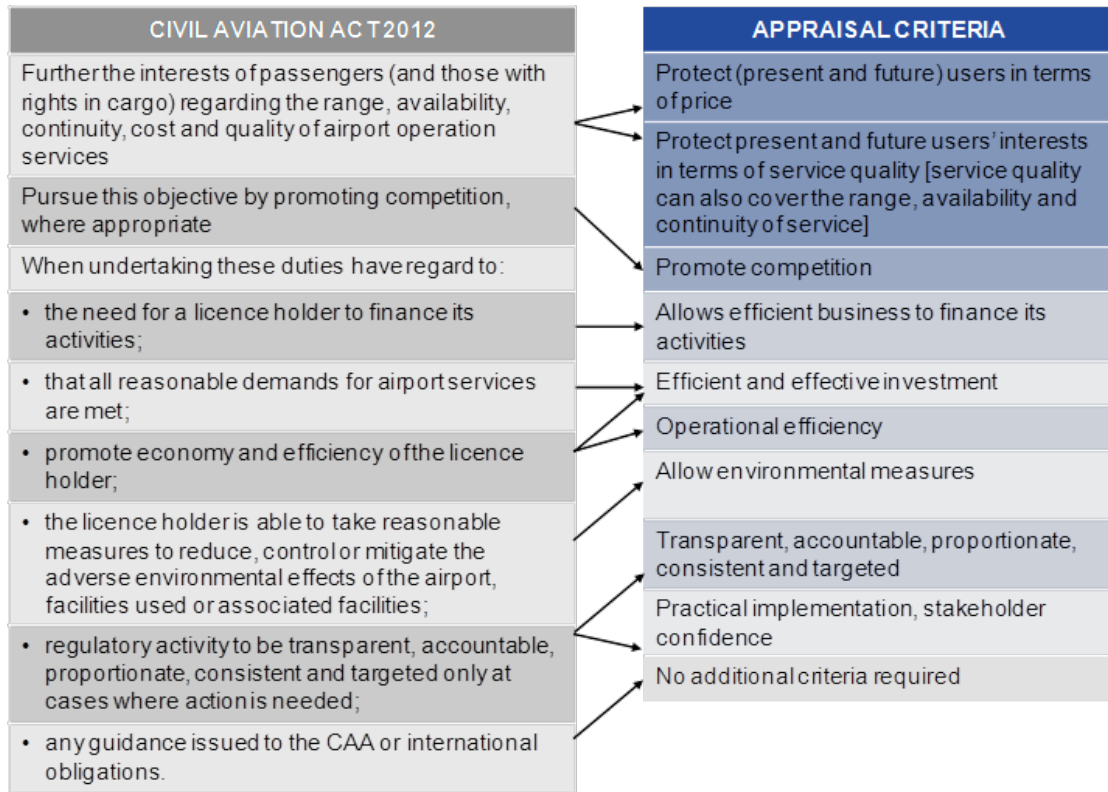 CIVIL AVIATION ACT 2012
Further the interests of passengers (and those with
rights in cargo) regarding the range, availability,
continuity, cost and quality of airport operation
services
Pursue this objective by promoting competition,
where appropriate
When undertaking these duties have regard to:
• the need for a licence holder to finance its
activities;
• that all reasonable demands for airport services
are met;
• promote economy and efficiency of the licence
holder;
• the licence holder is able to take reasonable
measures to reduce, control or mitigate the
adverse environmental effects of the airport,
facilities used or associated facilities;
• regulatory activity to be transparent, accountable,
proportionate, consistent and targeted only at
cases where action is needed;
• any guidance issued to the CAA or international
obligations.
APPRAISAL CRITERIA
Protect (present and future) users in terms
of price
Protect present and future users' interests
in terms of service quality [service quality
can also cover the range, availability and
continuity of service]
Promote competition
Allows efficient business to finance its
activities
Efficient and effective investment
Operational efficiency
Allow environmental measures
Transparent, accountable, proportionate,
consistent and targeted
Practical implementation, stakeholder
confidence
No additional criteria required